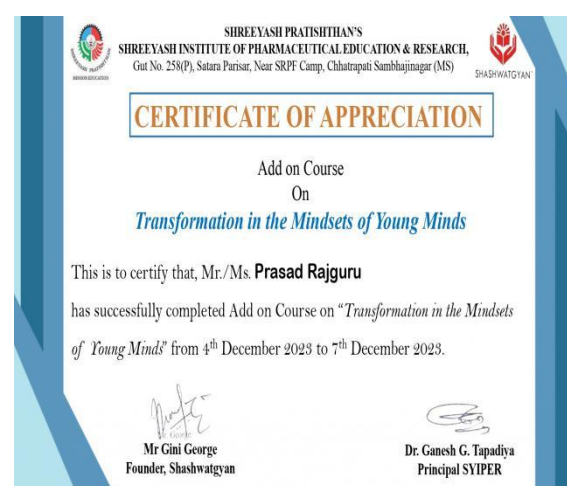 SHREEYASH PRATISHTHAN'S
SHREEYASH INSTITUTE OF PHARMACEUTICAL EDUCATION & RESEARCH,
Gut No. 258(P), Satara Parisar, Near SRPF Camp, Chhatrapati Sambhajinagar (MS)
SHASHWATGYAN
CERTIFICATE OF APPRECIATION
Add on Course
On
Transformation in the Mindsets of Young Minds
This is to certify that, Mr./Ms. Prasad Rajguru
has successfully completed Add on Course on "Transformation in the Mindsets
of Young Minds" from 4th December 2023 to 7th December 2023.
Mr Gini George
Founder, Shashwatgyan
Dr. Ganesh G. Tapadiya
Principal SYIPER